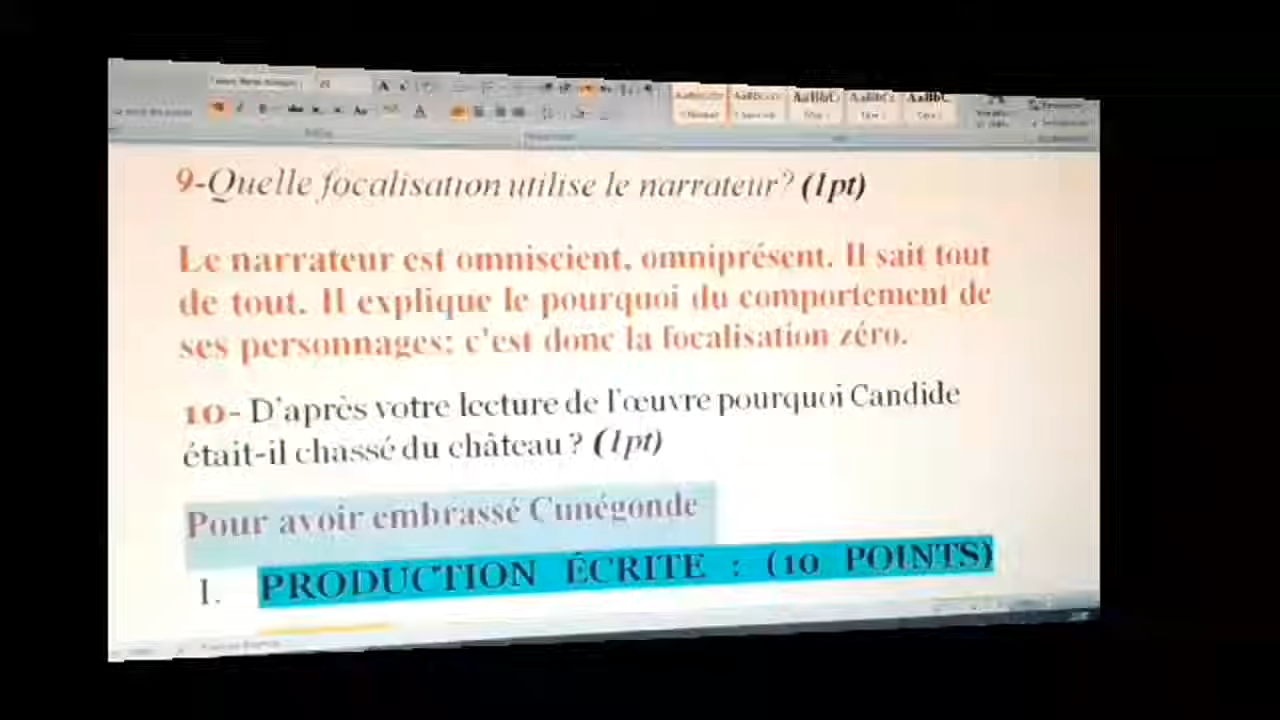 9-Quelle focalisation utilise le narrateur? (1pt)
Le narrateur est omniscient, omniprésent. Il sait tout
de tout. Il explique le pourquoi du comportement de
ses personnages; c'est donc la focalisation zéro.
10- D'après votre lecture de l'œuvre pourquoi Candide
était-il chassé du château ? (1pt)
Pour avoir embrassé Cunégonde
1. PRODUCTION ÉCRITE : (10 POINTS)